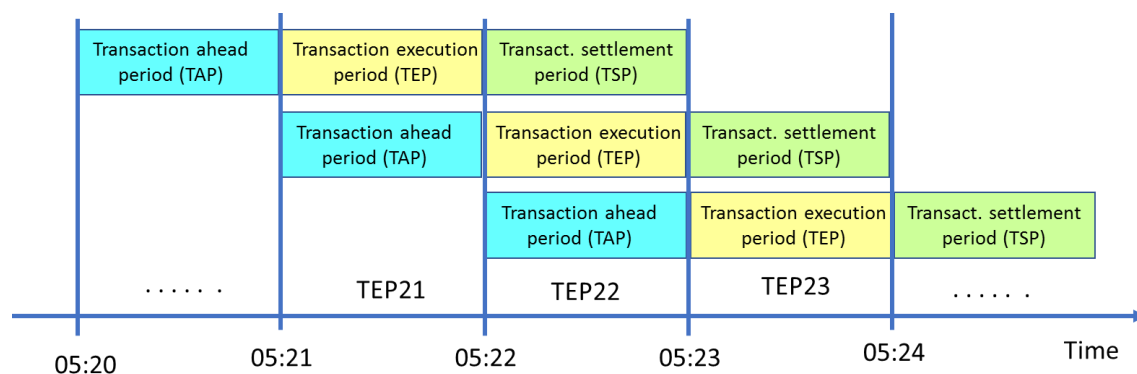 Transaction ahead
period (TAP)
Transaction execution
period (TEP)
Transact. settlement
period (TSP)
Transaction ahead
period (TAP)
Transaction execution
period (TEP)
Transact. settlement
period (TSP)
Transaction ahead
period (TAP)
Transaction execution
period (TEP)
Transact. settlement
period (TSP)
. . . . . .
TEP21
TEP22
TEP23
. . . . . .
05:20
05:21
05:22
05:23
05:24
Time